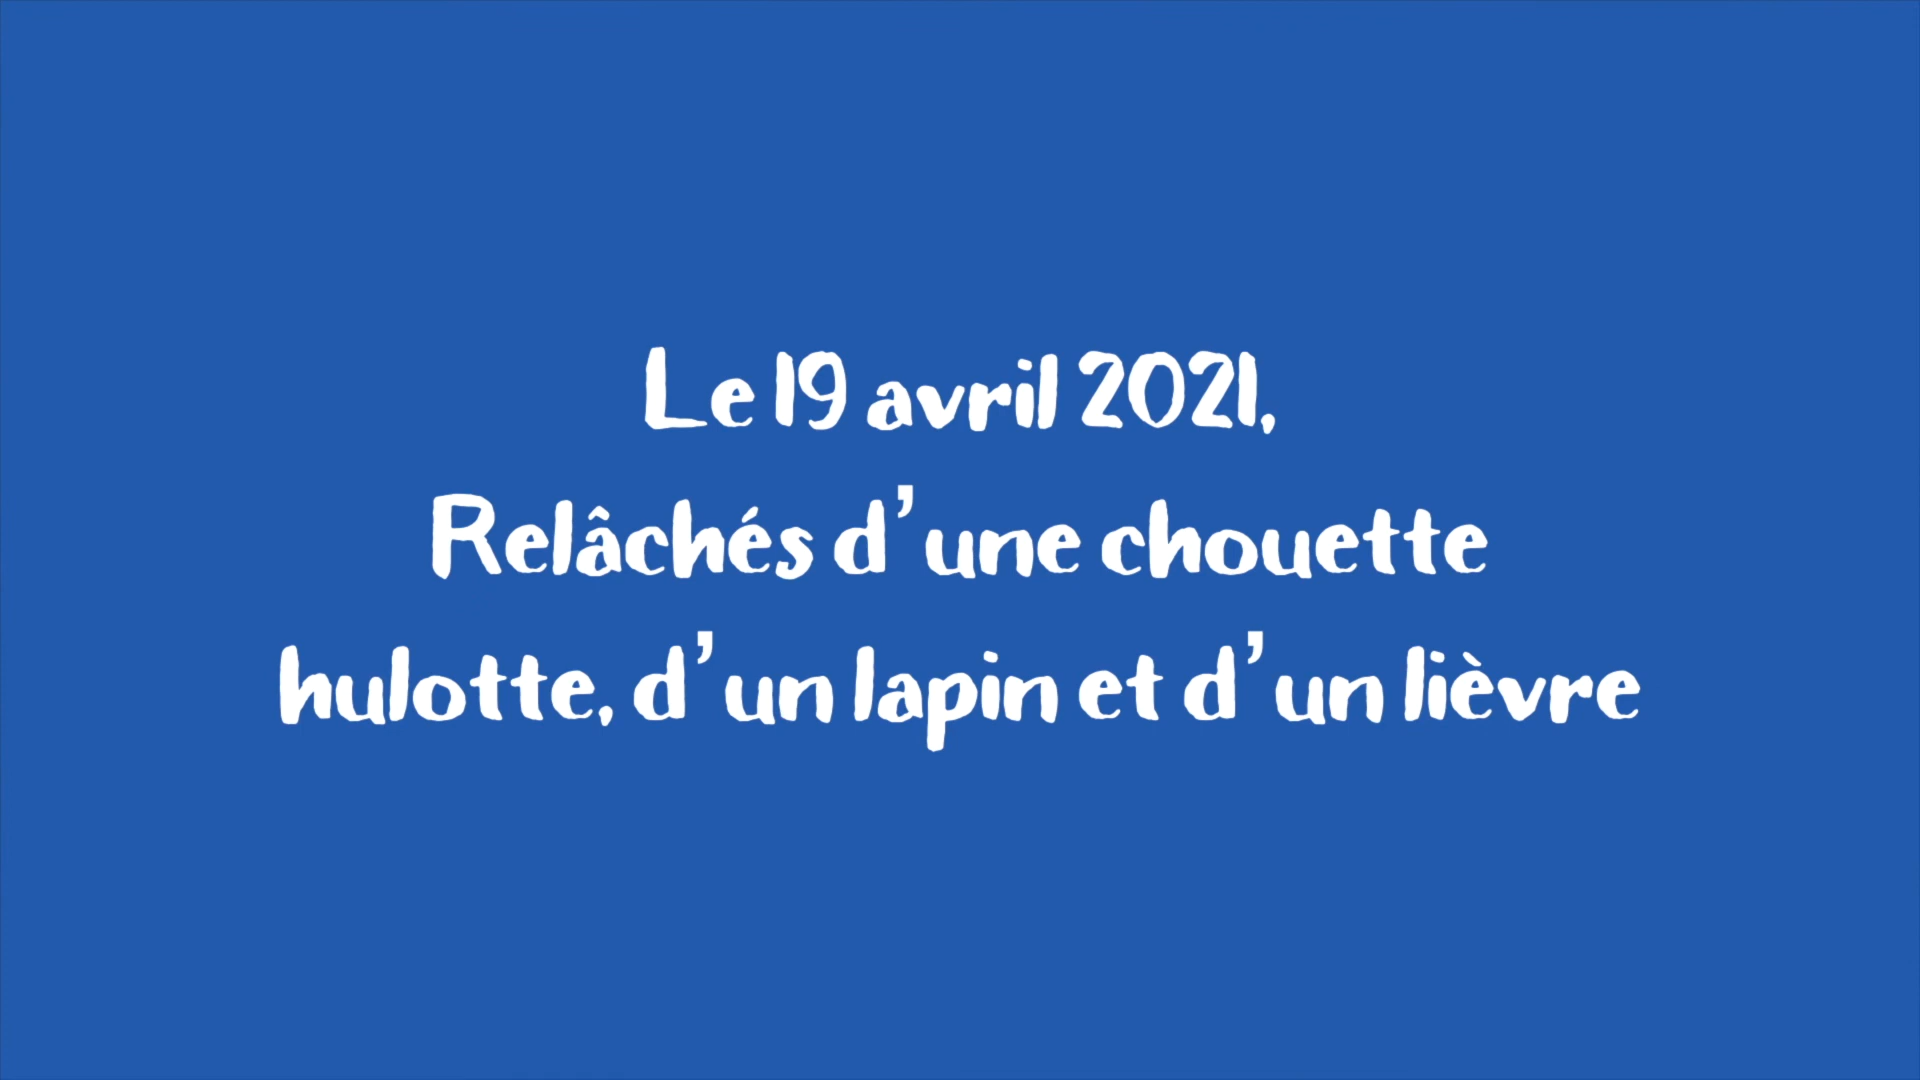 Le 19 avril 2021,
Relâchés d’une chouette
hulotte, d’un lapin et d’un lièvre